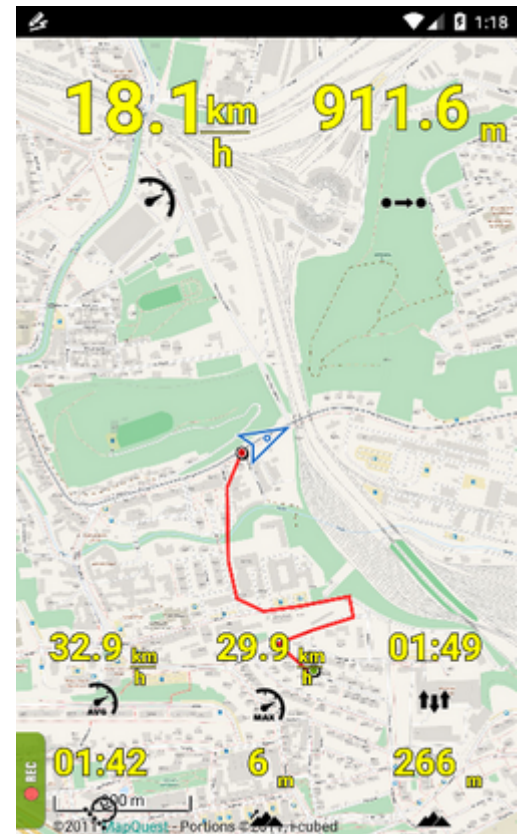 1:18
18.1 km/h 911.6 m
32.9 km/h 29.9 km/h 01:49
AVG MAX
REC
01:42 6 m 266 m
200 m
©2011 MapQuest - Portions ©2011, i-cubed